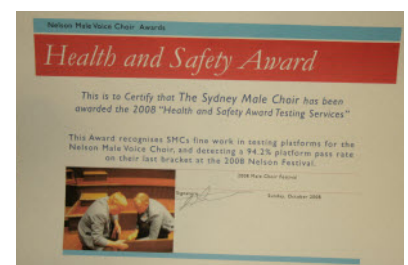 Nelson Male Voice Choir Awards
Health and Safety Award
This is to Certify that The Sydney Male Choir has been
awarded the 2008 "Health and Safety Award Testing Services"
This Award recognises SMCs fine work in testing platforms for the
Nelson Male Voice Choir, and detecting a 94.2% platform pass rate
on their last bracket at the 2008 Nelson Festival.
2008 Male Choir Festival
Signature
Sunday, October 2008